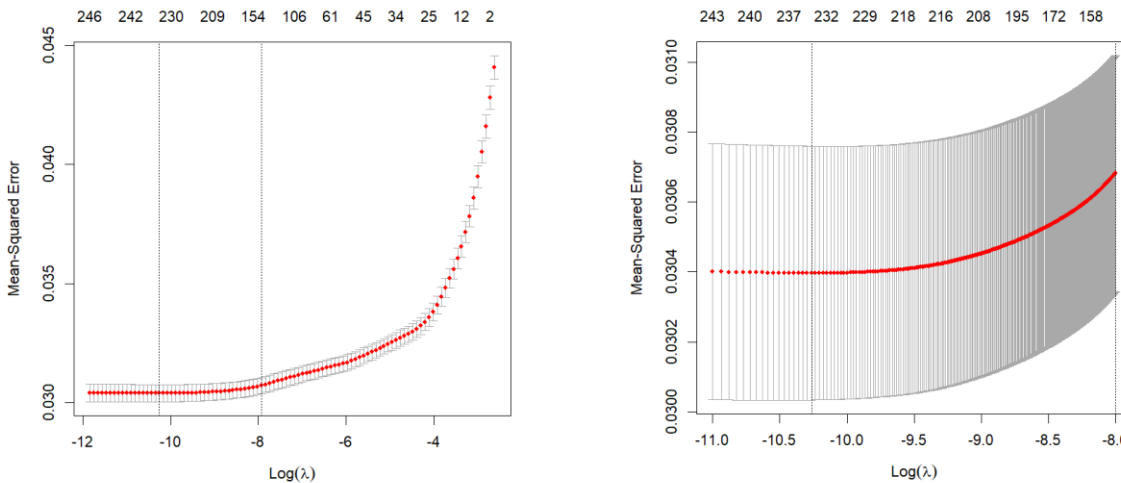 246 242 230 209 154 106 61 45 34 25 12 2
0.045
0.040
0.035
0.030
Mean-Squared Error
-12 -10 -8 -6 -4
Log(λ)
243 240 237 232 229 218 216 208 195 172 158
0.0310
0.0308
0.0306
0.0304
0.0302
0.0300
Mean-Squared Error
-11.0 -10.5 -10.0 -9.5 -9.0 -8.5 -8.0
Log(λ)